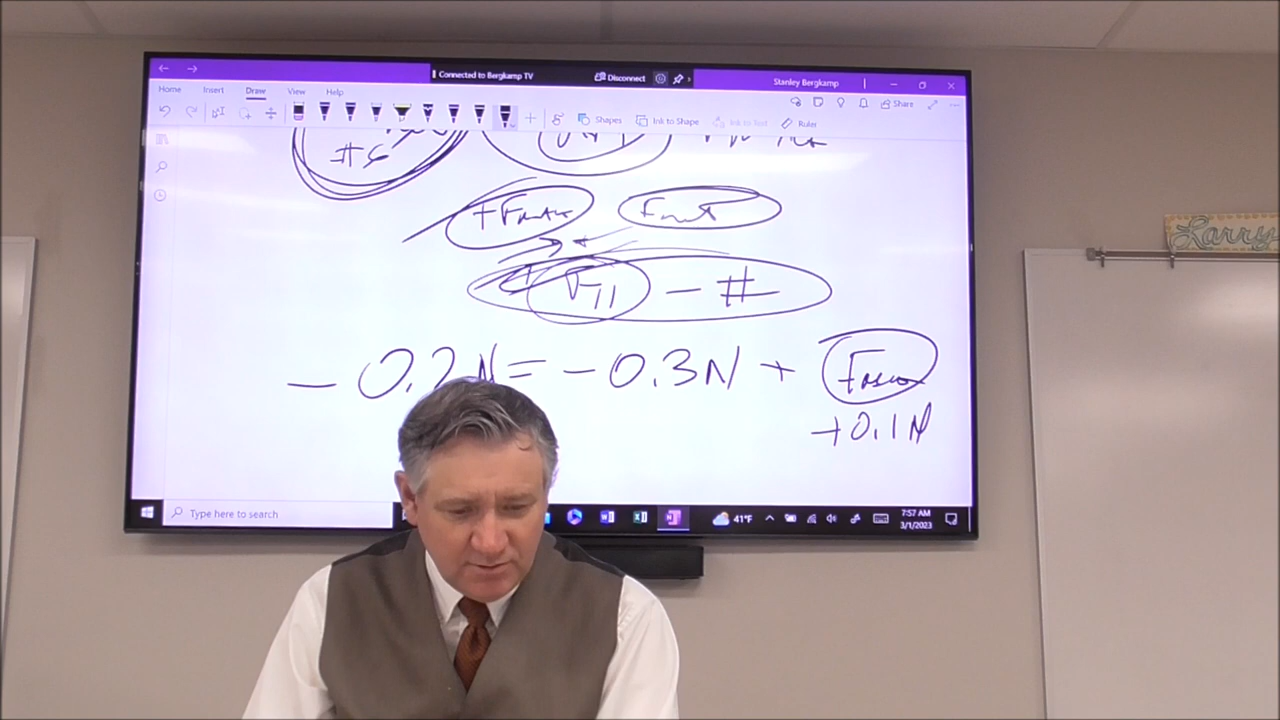 Connected to Bergkamp TV Disconnect
Stanley Bergkamp
Home Insert Draw View Help
Share
Shapes Ink to Shape Ink to Text Ruler
#6
F|| - #
- 0.2N = -0.3N +
+0.1N
Type here to search
41°F
7:57 AM
3/1/2023
Larry